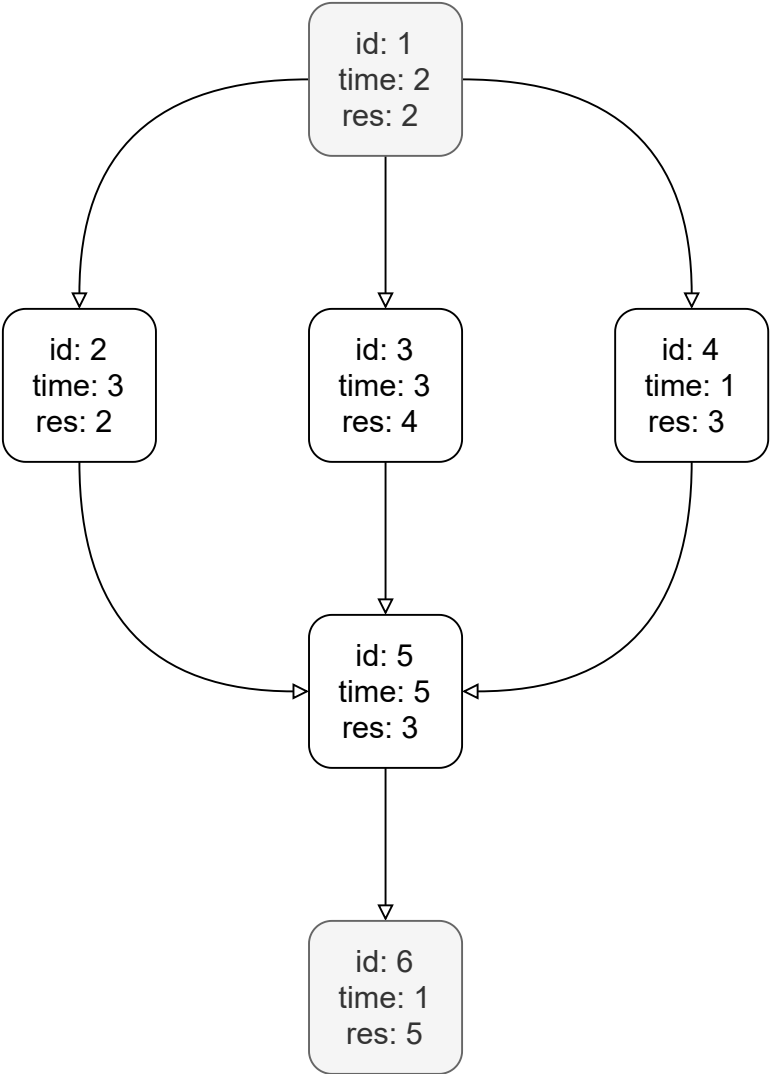 id: 1
time: 2
res: 2
id: 2
time: 3
res: 2
id: 3
time: 3
res: 4
id: 4
time: 1
res: 3
id: 5
time: 5
res: 3
id: 6
time: 1
res: 5